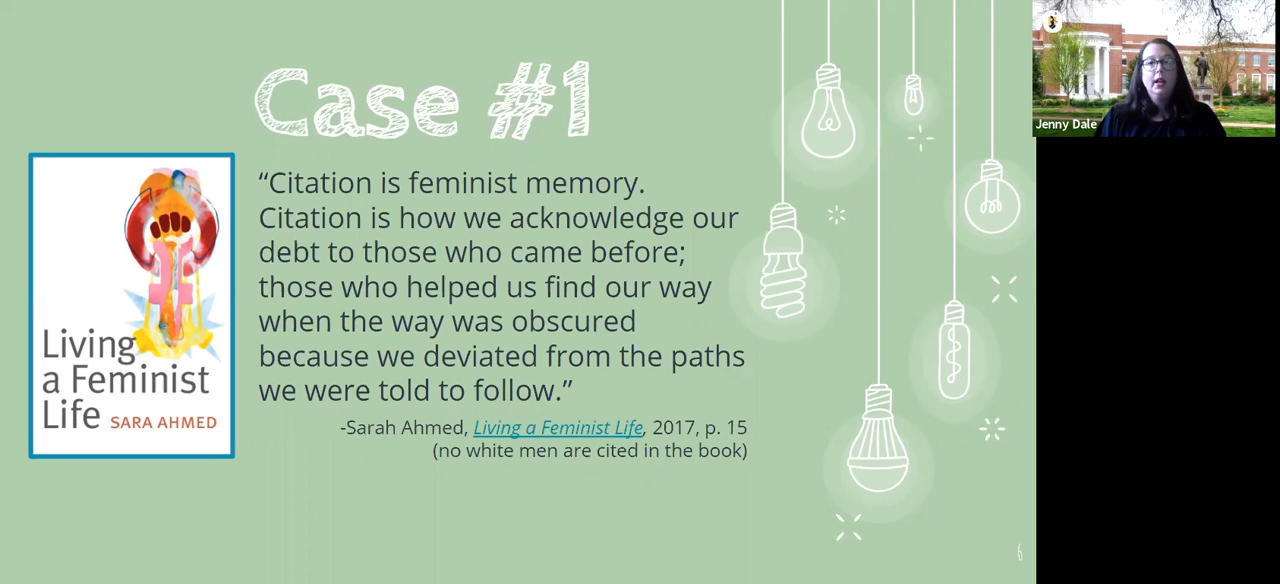 Case #1
“Citation is feminist memory.
Citation is how we acknowledge our
debt to those who came before;
those who helped us find our way
when the way was obscured
because we deviated from the paths
we were told to follow.”
-Sarah Ahmed, Living a Feminist Life, 2017, p. 15
(no white men are cited in the book)
Living
a Feminist
Life SARA AHMED
Jenny Dale
6